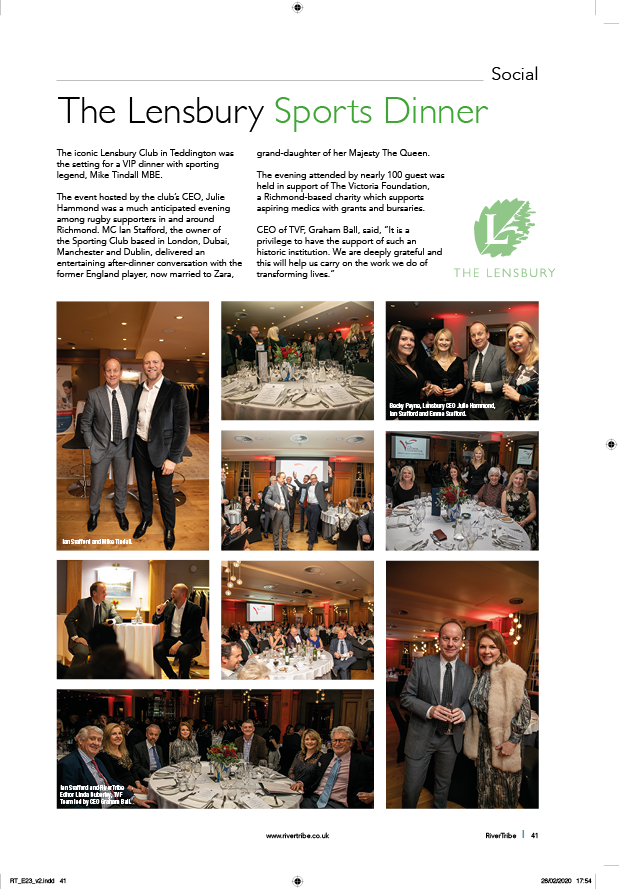 Social
The Lensbury Sports Dinner
The iconic Lensbury Club in Teddington was
the setting for a VIP dinner with sporting
legend, Mike Tindall MBE.
The event hosted by the club's CEO, Julie
Hammond was a much anticipated evening
among rugby supporters in and around
Richmond. MC Ian Stafford, the owner of
the Sporting Club based in London, Dubai,
Manchester and Dublin, delivered an
entertaining after-dinner conversation with the
former England player, now married to Zara,
grand-daughter of her Majesty The Queen.
The evening attended by nearly 100 guest was
held in support of The Victoria Foundation,
a Richmond-based charity which supports
aspiring medics with grants and bursaries.
CEO of TVF, Graham Ball, said, "It is a
privilege to have the support of such an
historic institution. We are deeply grateful and
this will help us carry on the work we do of
transforming lives."
L
THE LENSBURY
Becky Payne, Lensbury CEO Julie Hammond,
Ian Stafford and Emma Stafford.
Ian Stafford and Mike Tindall.
Ian Stafford and RiverTribe
Editor Linda Duberley, TVF
Team led by CEO Graham Ball.
www.rivertribe.co.uk
RiverTribe | 41
RT_E23_v2.indd 41
28/02/2020 17:54